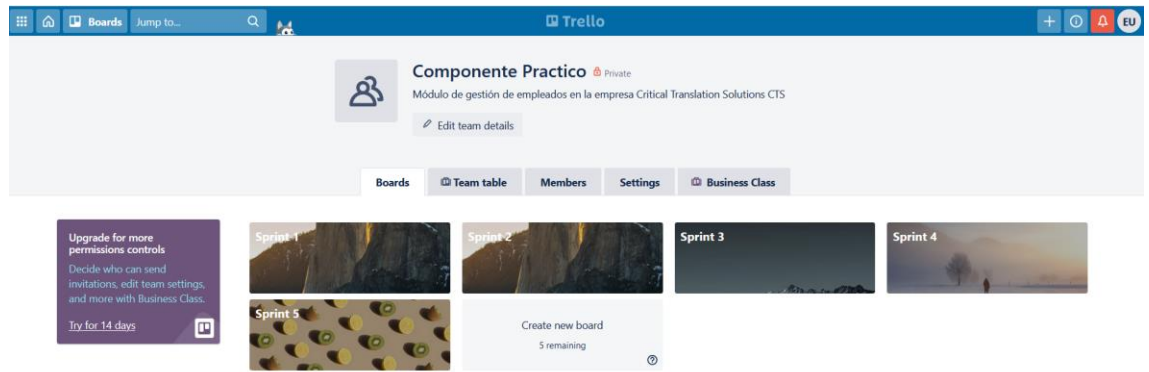 Boards
Jump to...
Trello
EU
Componente Practico
Private
Módulo de gestión de empleados en la empresa Critical Translation Solutions CTS
Edit team details
Boards
Team table
Members
Settings
Business Class
Upgrade for more
permissions controls
Decide who can send
invitations, edit team settings,
and more with Business Class.
Try for 14 days
Sprint 1
Sprint 2
Sprint 3
Sprint 4
Sprint 5
Create new board
5 remaining